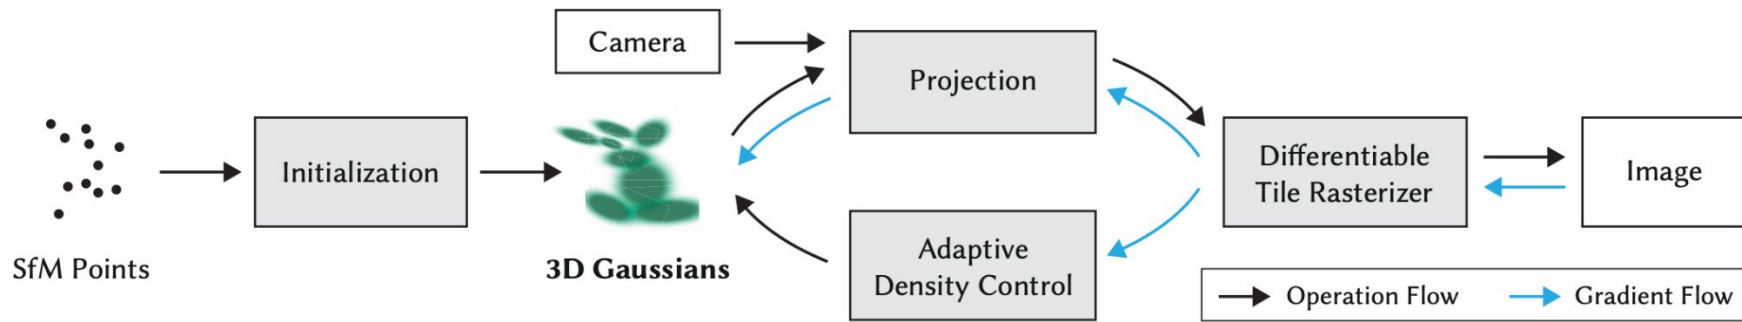 SfM Points
Initialization
3D Gaussians
Camera
Projection
Adaptive
Density Control
Differentiable
Tile Rasterizer
Image
Operation Flow
Gradient Flow